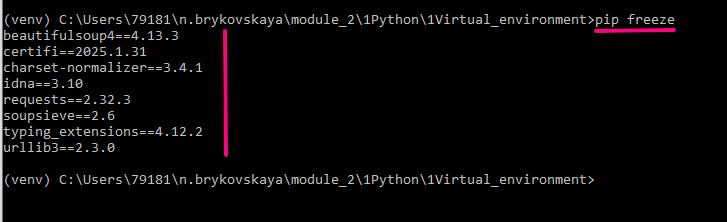 (venv) C:\Users\79181\n.brykovskaya\module_2\1Python\1Virtual_environment>pip freeze
beautifulsoup4==4.13.3
certifi==2025.1.31
charset-normalizer==3.4.1
idna==3.10
requests==2.32.3
soupsieve==2.6
typing_extensions==4.12.2
urllib3==2.3.0
(venv) C:\Users\79181\n.brykovskaya\module_2\1Python\1Virtual_environment>